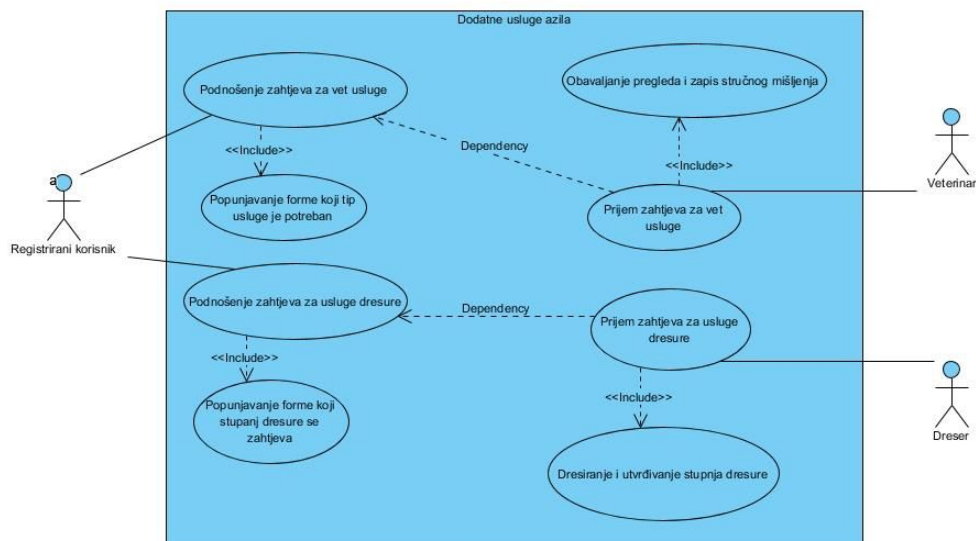 Dodatne usluge azila
Podnošenje zahtjeva za vet usluge
Obavaljanje pregleda i zapis stručnog mišljenja
<<Include>>
Dependency
<<Include>>
Popunjavanje forme koji tip
usluge je potreban
Prijem zahtjeva za vet
usluge
a
Registrirani korisnik
Veterinar
Podnošenje zahtjeva za usluge dresure
Dependency
Prijem zahtjeva za usluge
dresure
<<Include>>
<<Include>>
Popunjavanje forme koji
stupanj dresure se
zahtjeva
Dresiranje i utvrđivanje stupnja dresure
Dreser